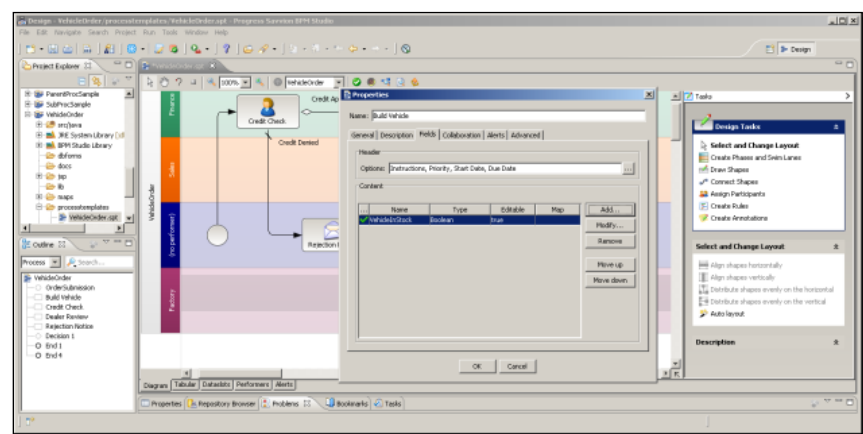 Design - VehicleOrder/processtemplates/VehicleOrder.spt - Progress Savvion BPM Studio
File Edit Navigate Search Project Run Tools Window Help
Design
Project Explorer
ParentProcSample
SubProcSample
VehicleOrder
src/java
JRE System Library
BPM Studio Library
dbforms
docs
jsp
lib
maps
processtemplates
VehicleOrder.spt
Outline
Process
Search...
VehicleOrder
OrderSubmission
Build Vehicle
Credit Check
Dealer Review
Rejection Notice
Decision 1
End 1
End 4
VehicleOrder.spt
100%
VehicleOrder
VehicleOrder
Finance
Sales
(no performer)
Factory
Credit Check
Credit Ap
Credit Denied
Rejection
Diagram Tabular Dataslots Performers Alerts
Properties
Name: Build Vehicle
General Description Fields Collaboration Alerts Advanced
Header
Options: Instructions, Priority, Start Date, Due Date ...
Content
... Name Type Editable Map
VehicleInStock Boolean true
Add...
Modify...
Remove
Move up
Move down
OK Cancel
Tasks
Design Tasks
Select and Change Layout
Create Phases and Swim Lanes
Draw Shapes
Connect Shapes
Assign Participants
Create Rules
Create Annotations
Select and Change Layout
Align shapes horizontally
Align shapes vertically
Distribute shapes evenly on the horizontal
Distribute shapes evenly on the vertical
Auto layout
Description
Properties Repository Browser Problems Bookmarks Tasks